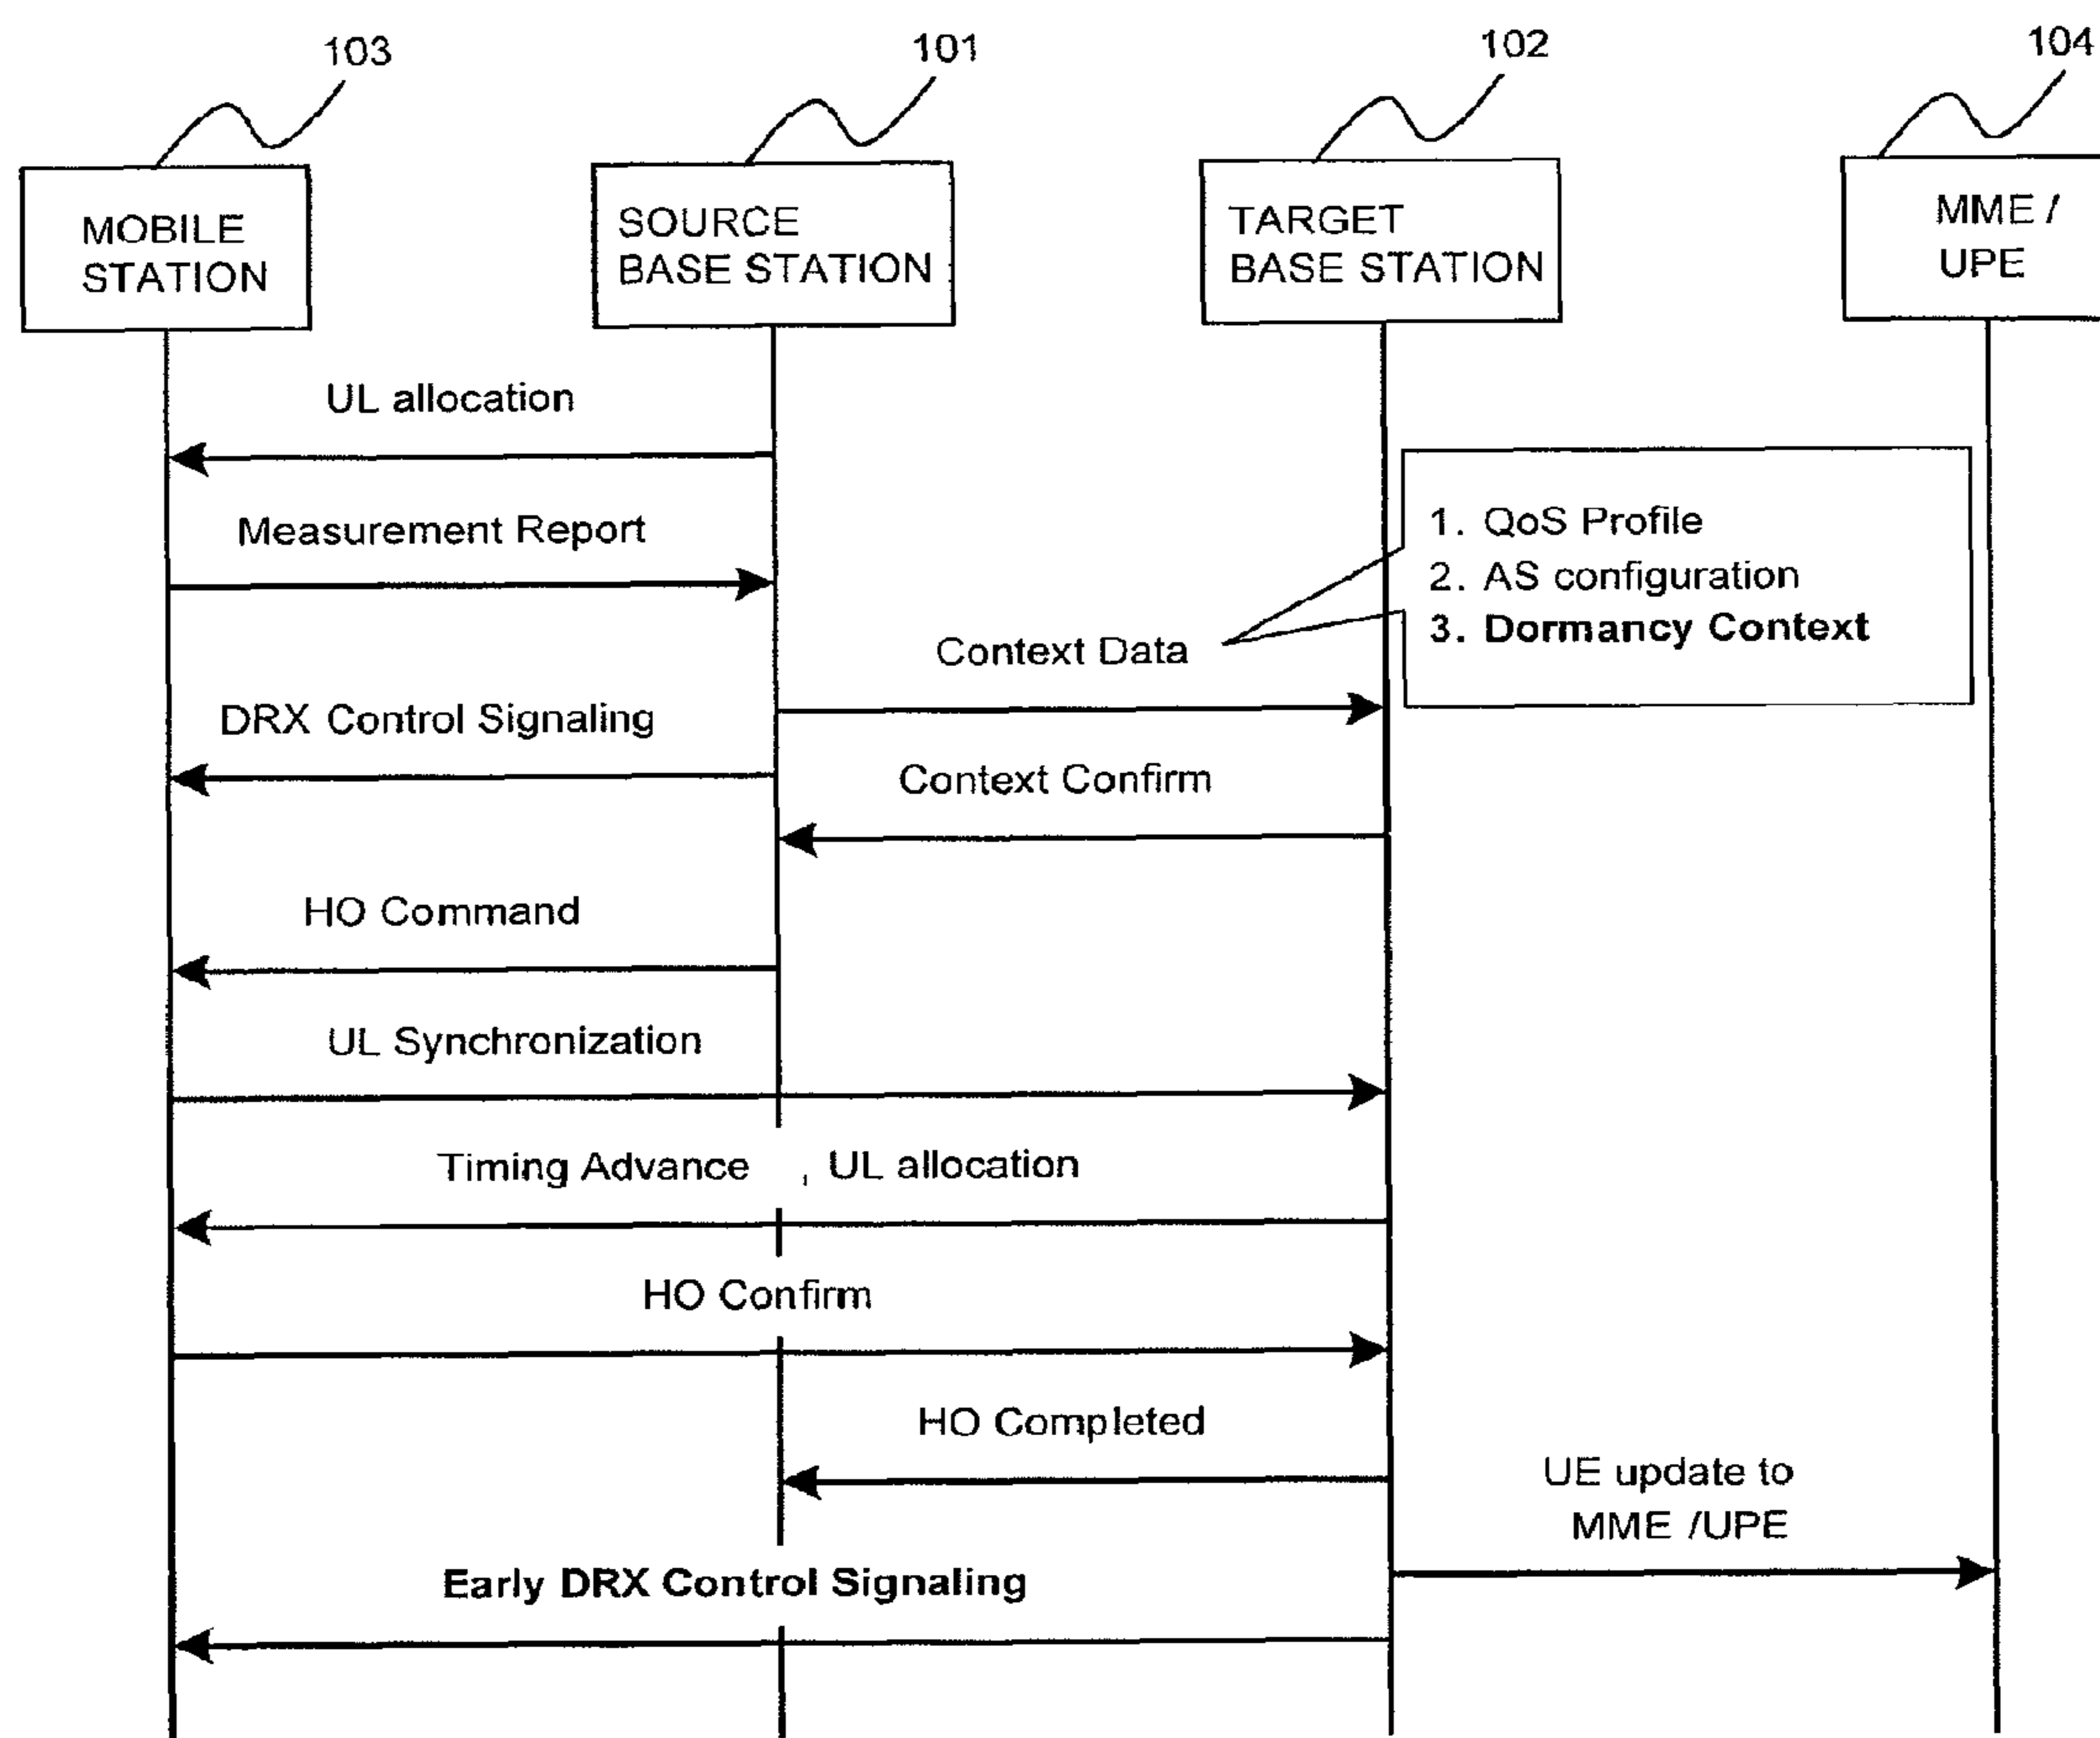 103
101
102
104
MOBILE
STATION
SOURCE
BASE STATION
TARGET
BASE STATION
MME /
UPE
UL allocation
Measurement Report
1. QoS Profile
2. AS configuration
3. Dormancy Context
Context Data
DRX Control Signaling
Context Confirm
HO Command
UL Synchronization
Timing Advance , UL allocation
HO Confirm
HO Completed
UE update to
MME /UPE
Early DRX Control Signaling